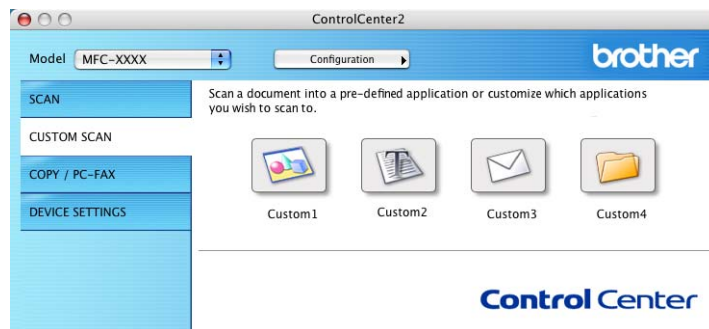 ControlCenter2
Model MFC-XXXX Configuration
brother
SCAN
CUSTOM SCAN
COPY / PC-FAX
DEVICE SETTINGS
Scan a document into a pre-defined application or customize which applications
you wish to scan to.
Custom1 Custom2 Custom3 Custom4
Control Center